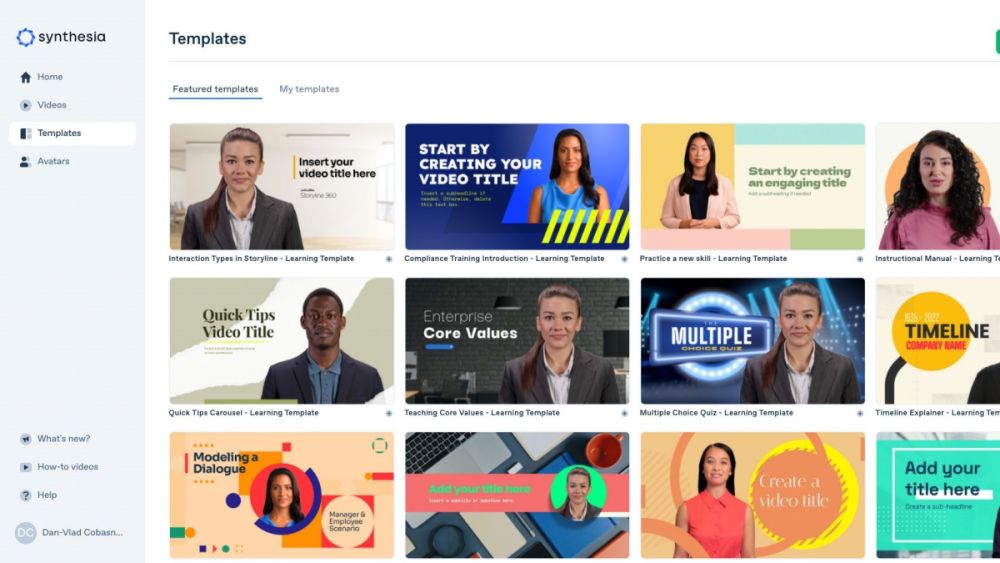 synthesia
Home
Videos
Templates
Avatars
What's new?
How-to videos
Help
DC
Dan-Vlad Cobasn...
Templates
Featured templates
My templates
Insert your
video title here
Storyline 360
Interaction Types in Storyline - Learning Template
START BY
CREATING YOUR
VIDEO TITLE
Insert a subheadline if
needed. Otherwise, delete
this text box.
Compliance Training Introduction - Learning Template
Start by creating
an engaging title
Add a subheading if needed
Practice a new skill - Learning Template
Instructional Manual - Learning T
Quick Tips
Video Title
Quick Tips Carousel - Learning Template
Enterprise
Core Values
Teaching Core Values - Learning Template
THE
MULTIPLE
CHOICE QUIZ
Multiple Choice Quiz - Learning Template
1835 - 2022
TIMELINE
COMPANY NAME
Timeline Explainer - Learning Tem
Modeling a
Dialogue
Manager &
Employee
Scenario
Add your title here
Insert a subtitle or tagline here!
Create a
video title
Add your
title here
Create a sub-headline